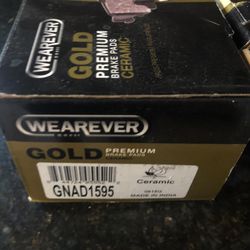 WEAREVER
GOLD
PREMIUM
BRAKE PADS
CERAMIC
WEAREVER
GOLD PREMIUM
BRAKE PADS
GNAD1595
Ceramic
MADE IN INDIA